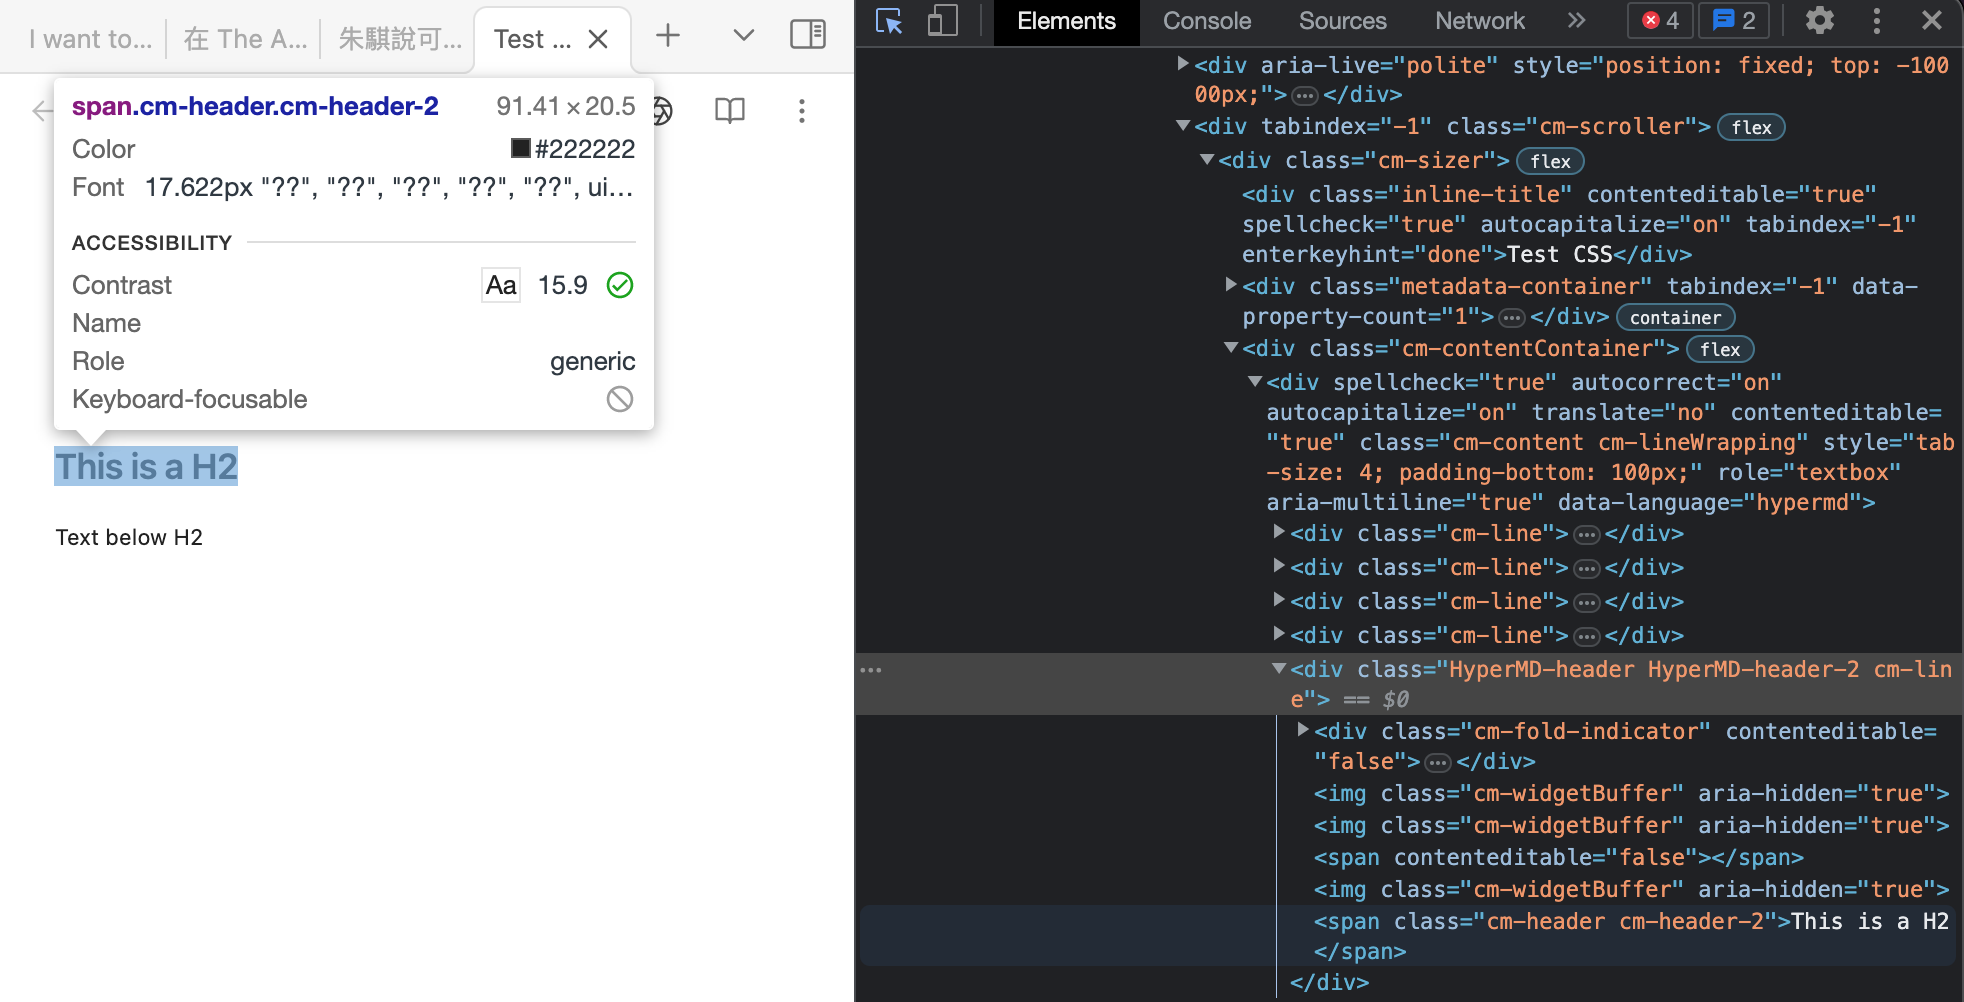 I want to...
在 The A...
朱騏說可...
Test ...
span.cm-header.cm-header-2 91.41 × 20.5
Color #222222
Font 17.622px "??", "??", "??", "??", "??", ui...
ACCESSIBILITY
Contrast Aa 15.9
Name
Role generic
Keyboard-focusable
This is a H2
Text below H2
Elements Console Sources Network 4 2
<div aria-live="polite" style="position: fixed; top: -100
00px;">…</div>
<div tabindex="-1" class="cm-scroller"> flex
<div class="cm-sizer"> flex
<div class="inline-title" contenteditable="true"
spellcheck="true" autocapitalize="on" tabindex="-1"
enterkeyhint="done">Test CSS</div>
<div class="metadata-container" tabindex="-1" data-
property-count="1">…</div> container
<div class="cm-contentContainer"> flex
<div spellcheck="true" autocorrect="on"
autocapitalize="on" translate="no" contenteditable=
"true" class="cm-content cm-lineWrapping" style="tab
-size: 4; padding-bottom: 100px;" role="textbox"
aria-multiline="true" data-language="hypermd">
<div class="cm-line">…</div>
<div class="cm-line">…</div>
<div class="cm-line">…</div>
<div class="cm-line">…</div>
<div class="HyperMD-header HyperMD-header-2 cm-lin
e"> == $0
<div class="cm-fold-indicator" contenteditable=
"false">…</div>
<img class="cm-widgetBuffer" aria-hidden="true">
<img class="cm-widgetBuffer" aria-hidden="true">
<span contenteditable="false"></span>
<img class="cm-widgetBuffer" aria-hidden="true">
<span class="cm-header cm-header-2">This is a H2
</span>
</div>